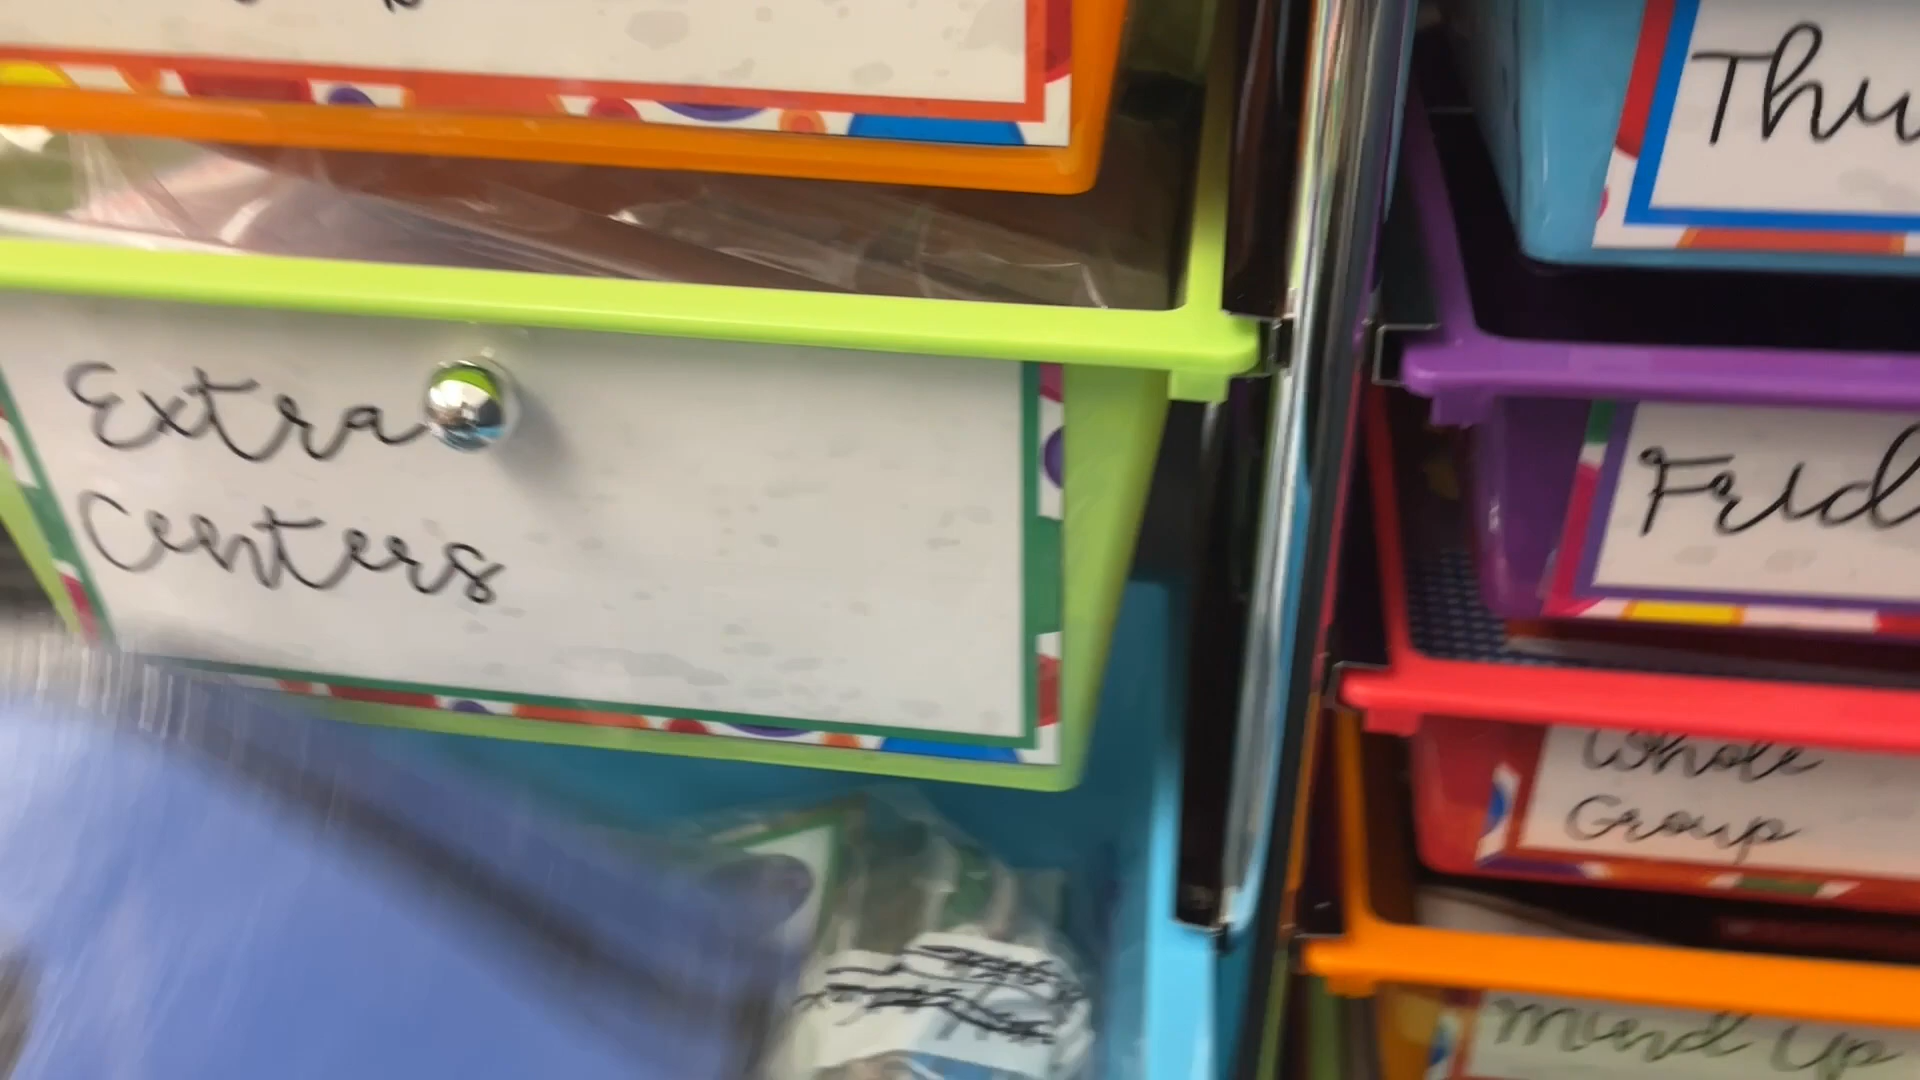 Extra
Centers
Thu
Frid
Whole
Group
Mind Up